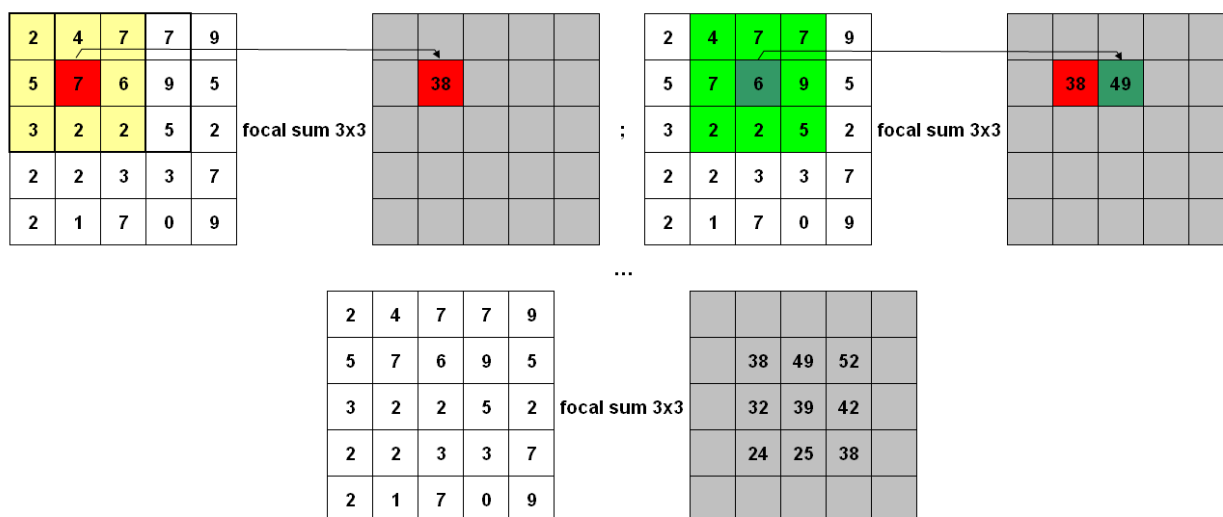 2 4 7 7 9 2 4 7 7 9
5 7 6 9 5 38 5 7 6 9 5 38 49
3 2 2 5 2 focal sum 3x3 ; 3 2 2 5 2 focal sum 3x3
2 2 3 3 7 2 2 3 3 7
2 1 7 0 9 2 1 7 0 9
...
2 4 7 7 9
5 7 6 9 5 38 49 52
3 2 2 5 2 focal sum 3x3 32 39 42
2 2 3 3 7 24 25 38
2 1 7 0 9